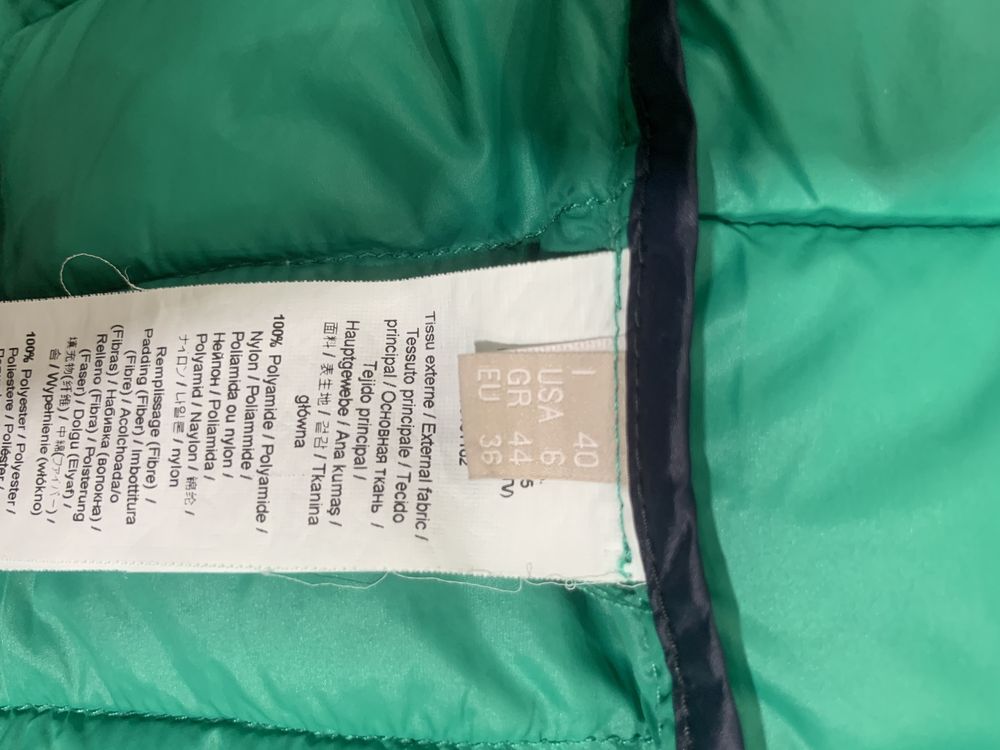 I 40
USA 6
GR 44
EU 36
Tissu externe / External fabric /
Tessuto principale / Tecido
principal / Основная ткань /
Tejido principal /
Hauptgewebe / Ana kumaş /
面料 / 表生地 / 겉감 / Tkanina
główna
100% Polyamide / Polyamide /
Nylon / Poliammide /
Poliamida ou nylon /
Нейлон / Poliamida /
Polyamid / Naylon / 锦纶 /
ナイロン / 나일론 / nylon
Remplissage (Fibre) /
Padding (Fiber) / Imbottitura
(Fibre) / Acolchoada/o
(Fibras) / Набивка (волокна) /
Relleno (Fibra) / Polsterung
(Faser) / Dolgu (Elyaf) /
填充物(纤维) / 中綿(ファイバー) /
솜 / Wypełnienie (włókno)
100% Polyester / Polyester /
Poliestere / Poliéster /